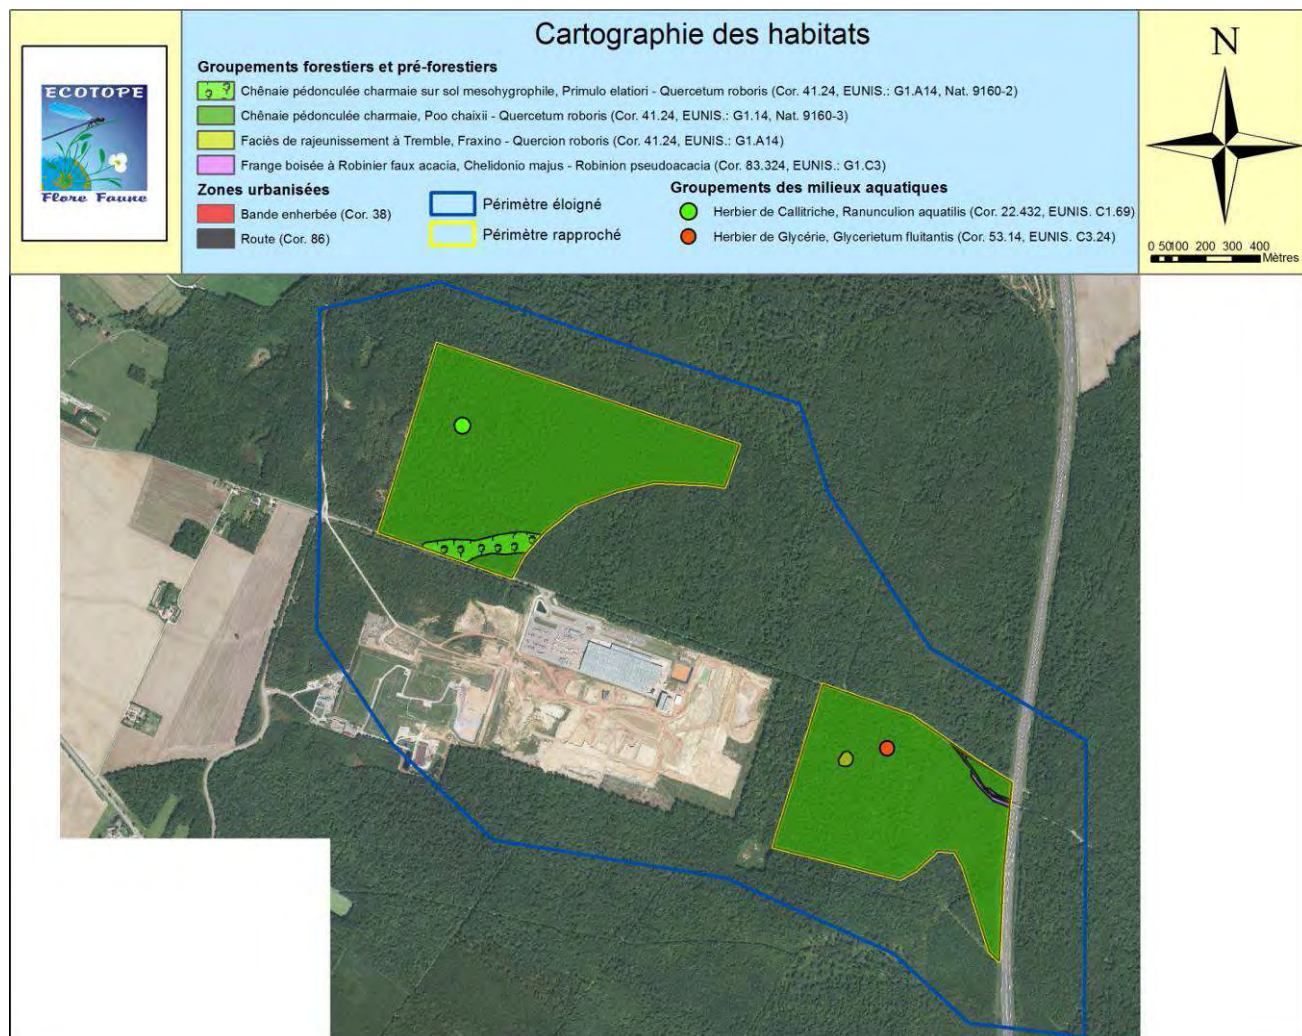 Cartographie des habitats
ECOTOPE
Flore Faune
Groupements forestiers et pré-forestiers
Chênaie pédonculée charmaie sur sol mesohygrophile, Primulo elatiori - Quercetum roboris (Cor. 41.24, EUNIS.: G1.A14, Nat. 9160-2)
Chênaie pédonculée charmaie, Poo chaixii - Quercetum roboris (Cor. 41.24, EUNIS.: G1.14, Nat. 9160-3)
Faciès de rajeunissement à Tremble, Fraxino - Quercion roboris (Cor. 41.24, EUNIS.: G1.A14)
Frange boisée à Robinier faux acacia, Chelidonio majus - Robinion pseudoacacia (Cor. 83.324, EUNIS.: G1.C3)
Zones urbanisées
Bande enherbée (Cor. 38)
Route (Cor. 86)
Périmètre éloigné
Périmètre rapproché
Groupements des milieux aquatiques
Herbier de Callitriche, Ranunculion aquatilis (Cor. 22.432, EUNIS. C1.69)
Herbier de Glycérie, Glycerietum fluitantis (Cor. 53.14, EUNIS. C3.24)
N
0 50100 200 300 400
Mètres